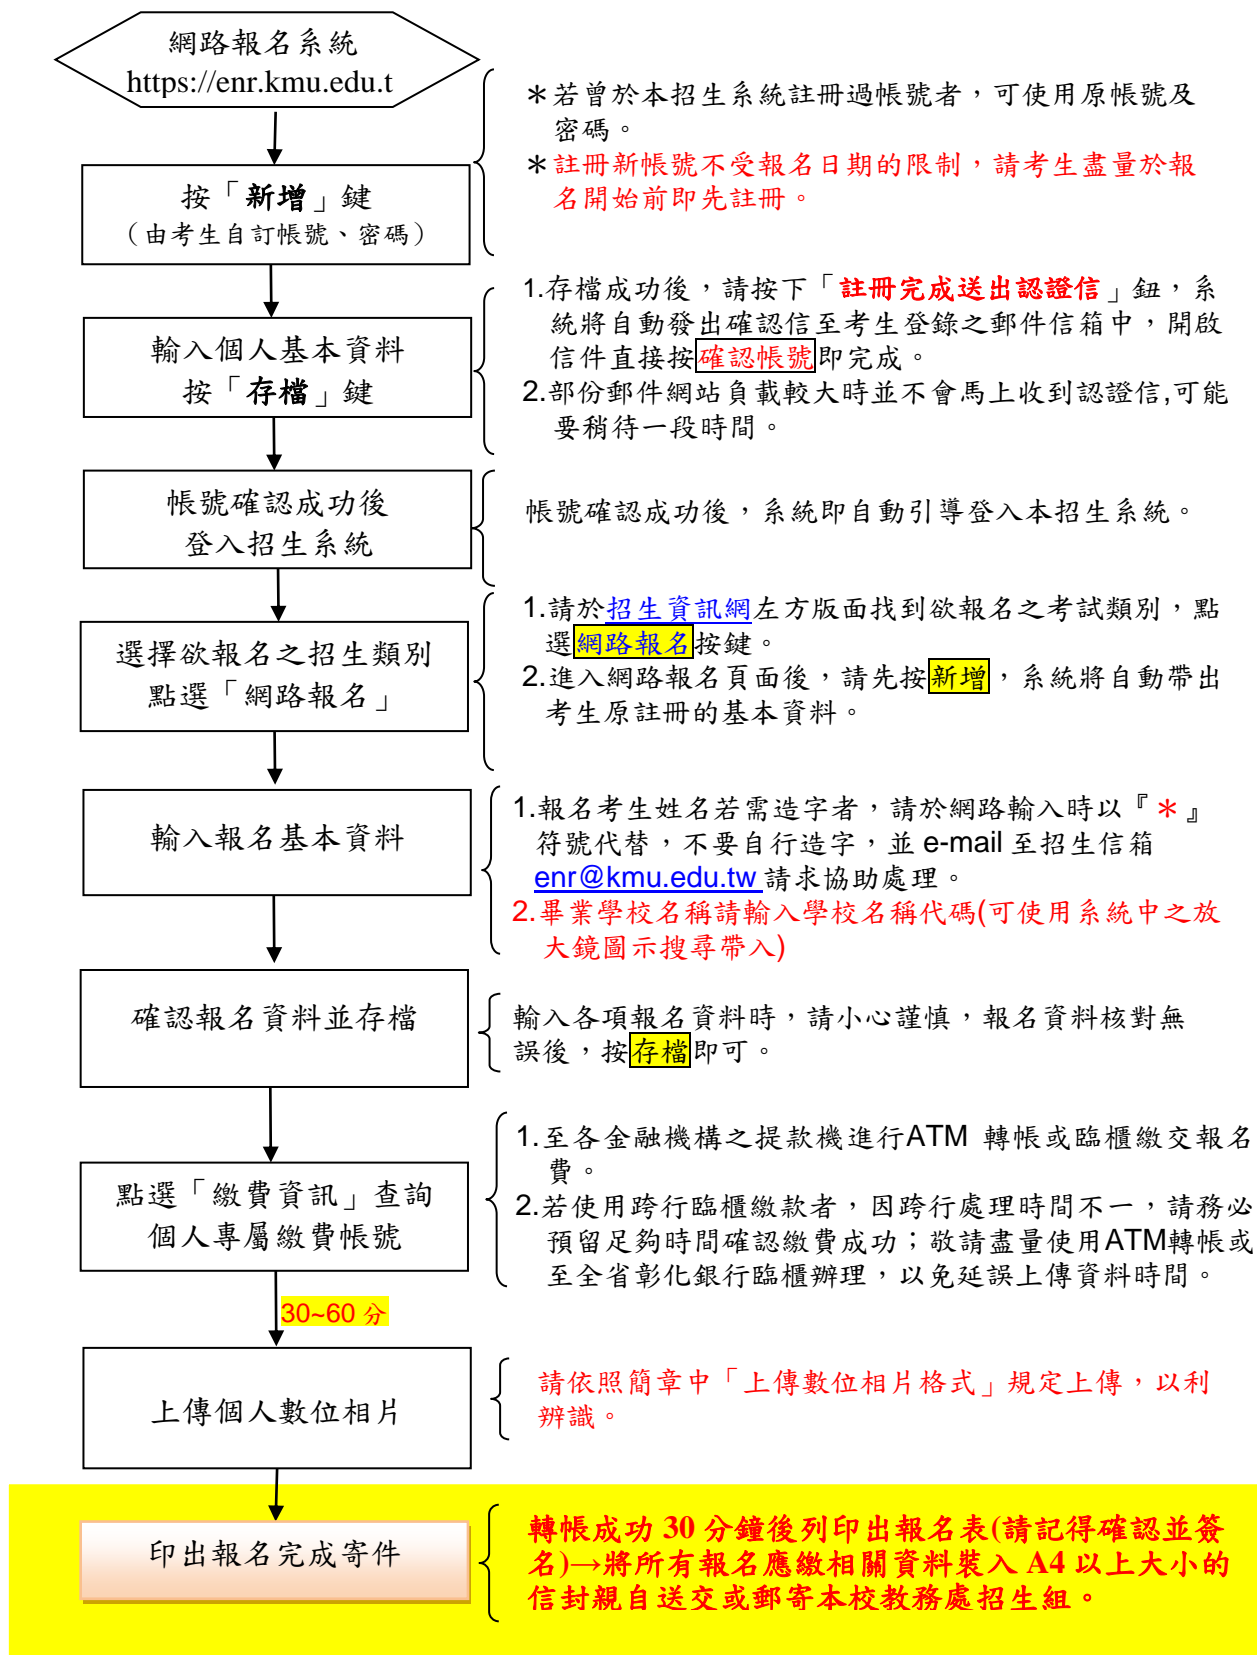 網路報名系統
https://enr.kmu.edu.t
＊若曾於本招生系統註冊過帳號者，可使用原帳號及
密碼。
＊註冊新帳號不受報名日期的限制，請考生盡量於報
名開始前即先註冊。
按「新增」鍵
（由考生自訂帳號、密碼）
1.存檔成功後，請按下「註冊完成送出認證信」鈕，系
統將自動發出確認信至考生登錄之郵件信箱中，開啟
信件直接按確認帳號即完成。
2.部份郵件網站負載較大時並不會馬上收到認證信,可能
要稍待一段時間。
輸入個人基本資料
按「存檔」鍵
帳號確認成功後
登入招生系統
帳號確認成功後，系統即自動引導登入本招生系統。
選擇欲報名之招生類別
點選「網路報名」
1.請於招生資訊網左方版面找到欲報名之考試類別，點
選網路報名按鍵。
2.進入網路報名頁面後，請先按新增，系統將自動帶出
考生原註冊的基本資料。
輸入報名基本資料
1.報名考生姓名若需造字者，請於網路輸入時以『＊』
符號代替，不要自行造字，並 e-mail 至招生信箱
enr@kmu.edu.tw 請求協助處理。
2.畢業學校名稱請輸入學校名稱代碼(可使用系統中之放
大鏡圖示搜尋帶入)
確認報名資料並存檔
輸入各項報名資料時，請小心謹慎，報名資料核對無
誤後，按存檔即可。
點選「繳費資訊」查詢
個人專屬繳費帳號
1.至各金融機構之提款機進行ATM 轉帳或臨櫃繳交報名
費。
2.若使用跨行臨櫃繳款者，因跨行處理時間不一，請務必
預留足夠時間確認繳費成功；敬請盡量使用ATM轉帳或
至全省彰化銀行臨櫃辦理，以免延誤上傳資料時間。
30~60 分
上傳個人數位相片
請依照簡章中「上傳數位相片格式」規定上傳，以利
辨識。
印出報名完成寄件
轉帳成功 30 分鐘後列印出報名表(請記得確認並簽
名)→將所有報名應繳相關資料裝入 A4 以上大小的
信封親自送交或郵寄本校教務處招生組。